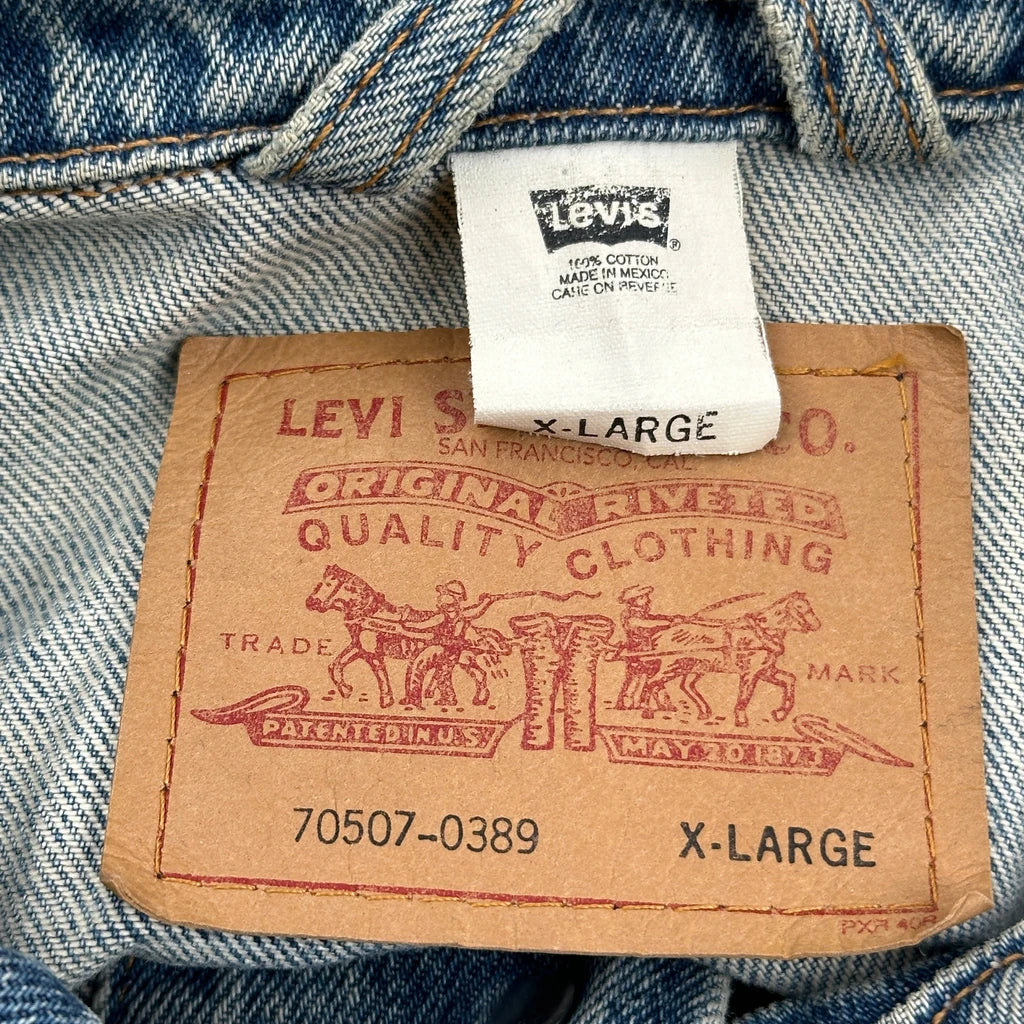 Levi's
®
100% COTTON
MADE IN MEXICO
CARE ON REVERSE
X-LARGE
LEVI S CO.
SAN FRANCISCO, CAL
ORIGINAL RIVETED
QUALITY CLOTHING
TRADE MARK
PATENTED IN U.S. MAY 20 1873
70507-0389 X-LARGE
PXR